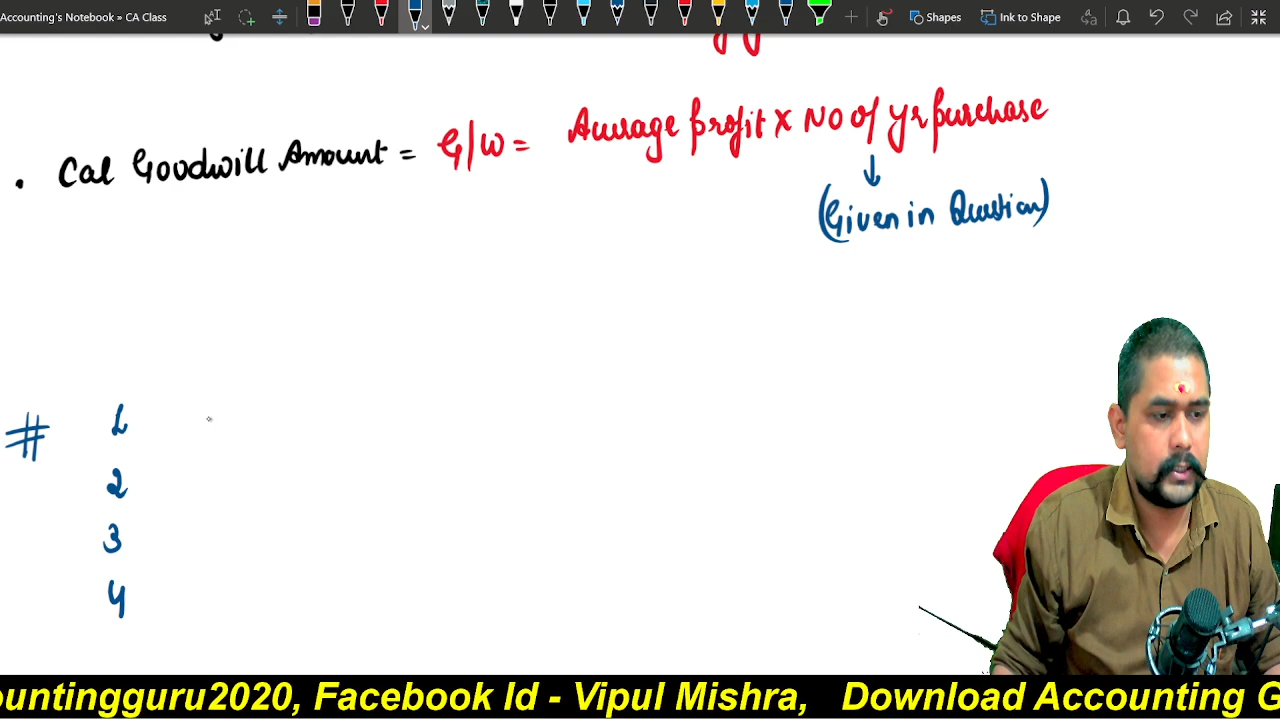 Accounting's Notebook » CA Class
Shapes
Ink to Shape
. Cal Goodwill Amount = G/W = Average profit × No of yr purchase
(Given in Question)
# 1
2
3
4
ountingguru2020, Facebook Id - Vipul Mishra, Download Accounting G